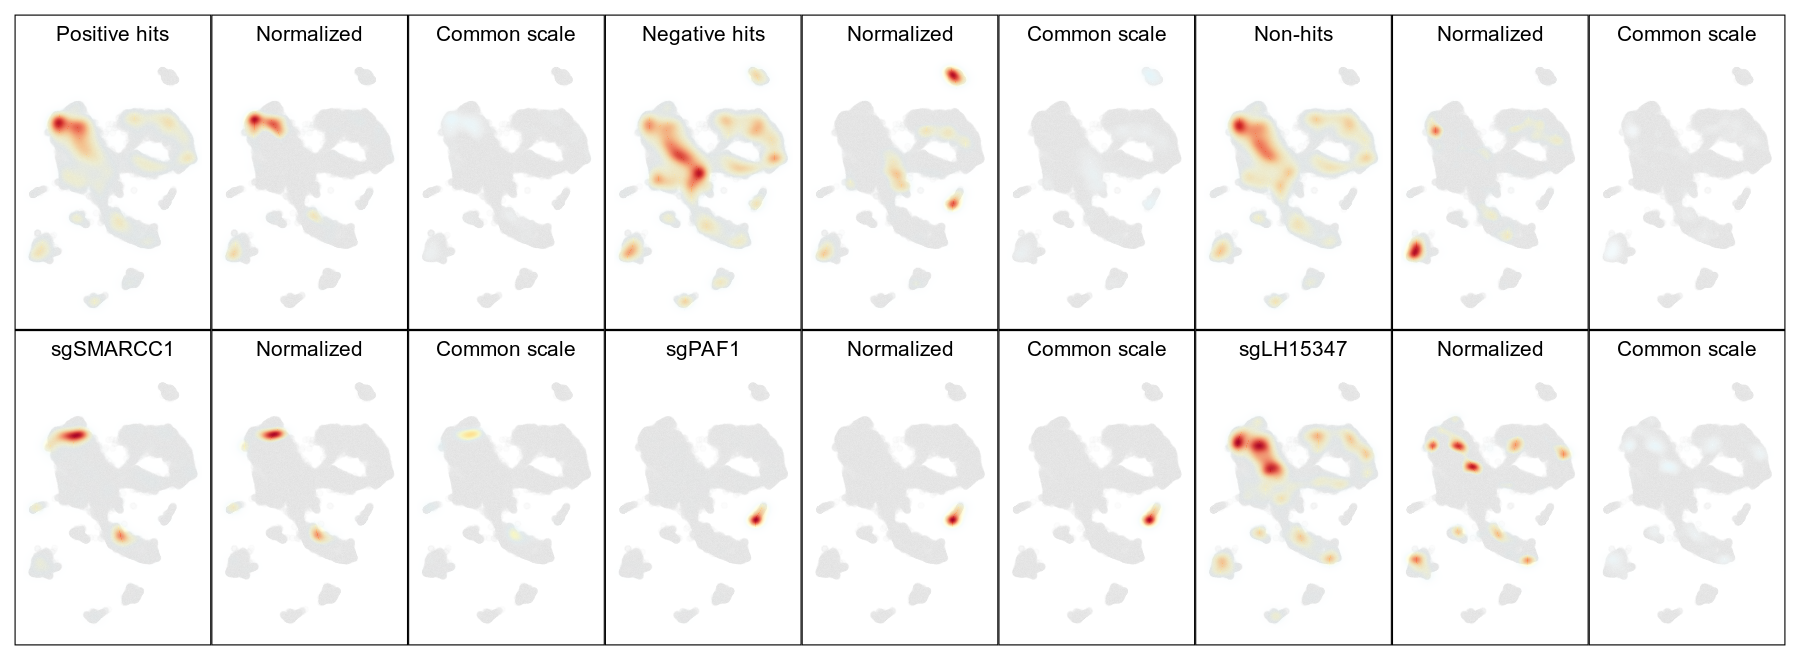 Positive hits
Normalized
Common scale
Negative hits
Normalized
Common scale
Non-hits
Normalized
Common scale
sgSMARCC1
Normalized
Common scale
sgPAF1
Normalized
Common scale
sgLH15347
Normalized
Common scale